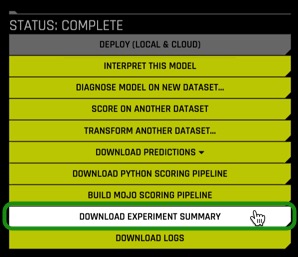 STATUS: COMPLETE
DEPLOY (LOCAL & CLOUD)
INTERPRET THIS MODEL
DIAGNOSE MODEL ON NEW DATASET...
SCORE ON ANOTHER DATASET
TRANSFORM ANOTHER DATASET...
DOWNLOAD PREDICTIONS
DOWNLOAD PYTHON SCORING PIPELINE
BUILD MOJO SCORING PIPELINE
DOWNLOAD EXPERIMENT SUMMARY
DOWNLOAD LOGS